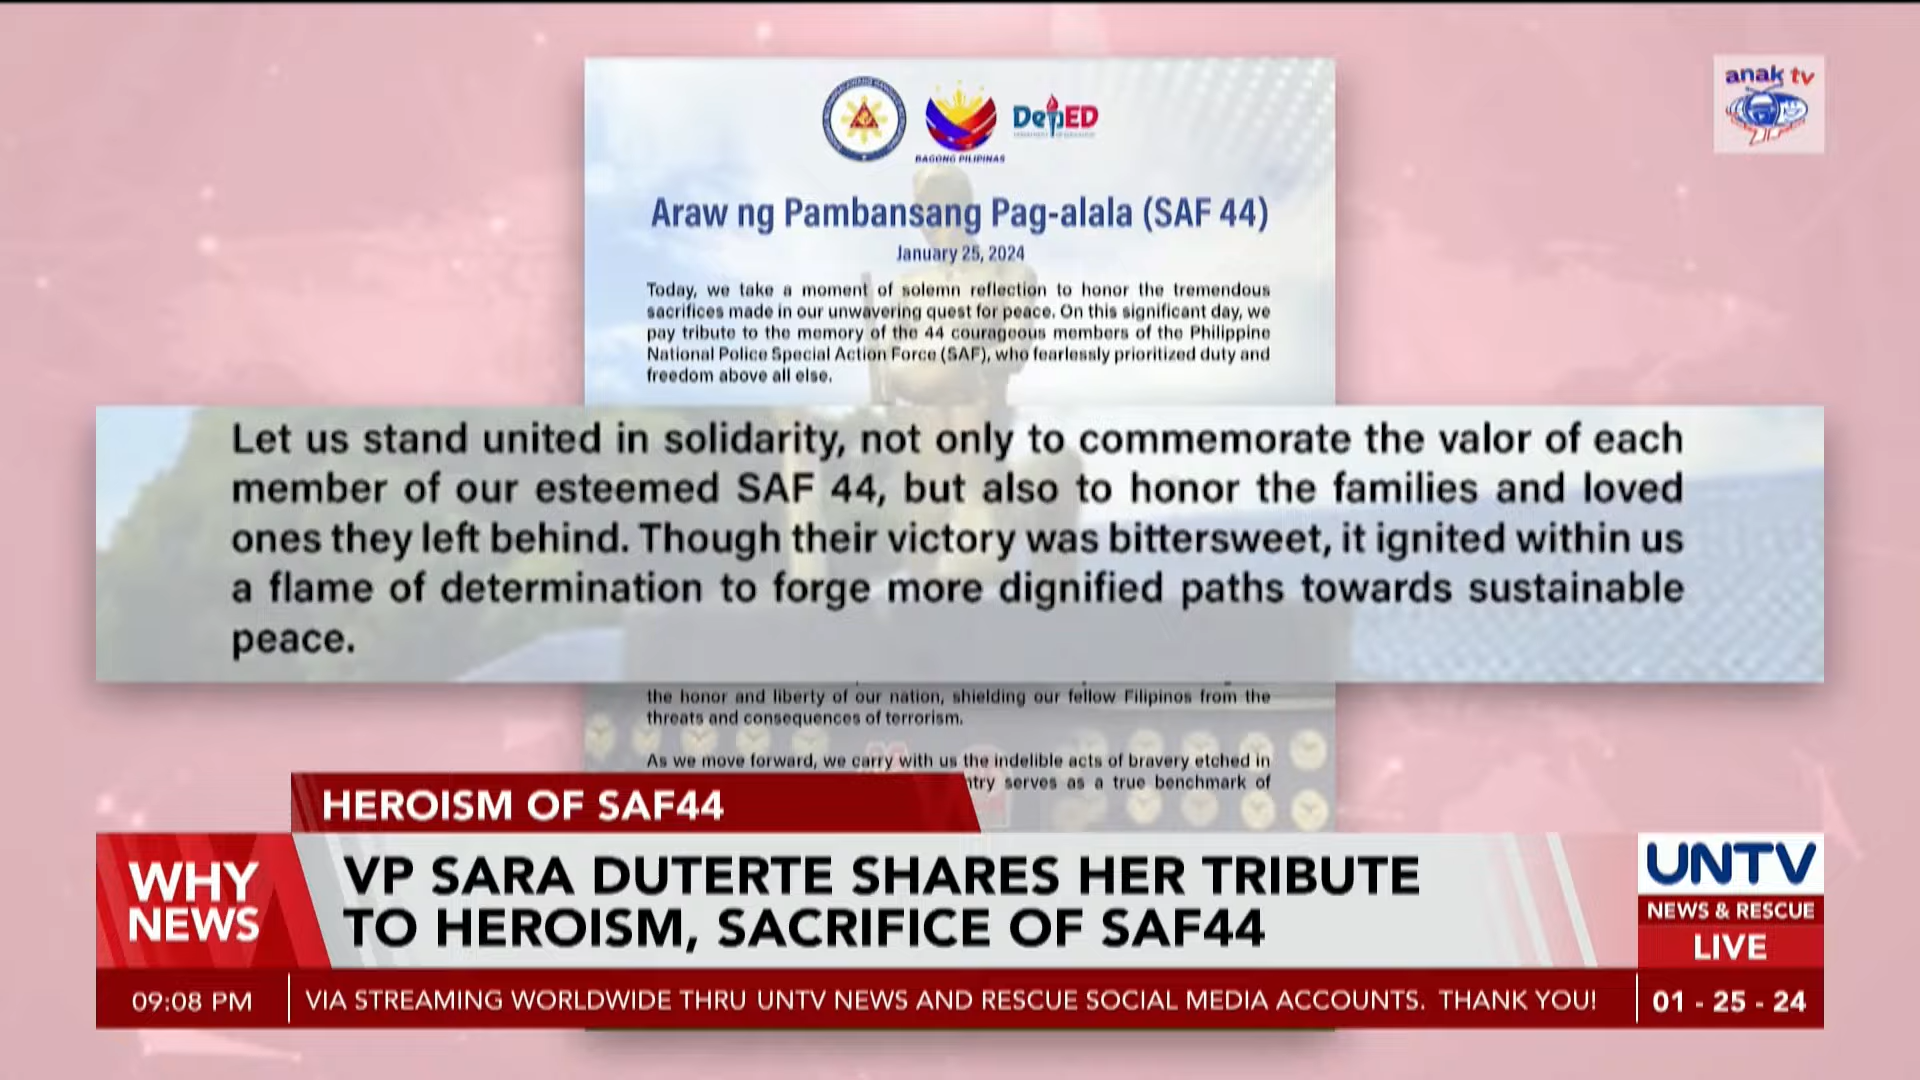 anak tv
DepED
BAGONG PILIPINAS
Araw ng Pambansang Pag-alala (SAF 44)
January 25, 2024
Today, we take a moment of solemn reflection to honor the tremendous
sacrifices made in our unwavering quest for peace. On this significant day, we
pay tribute to the memory of the 44 courageous members of the Philippine
National Police Special Action Force (SAF), who fearlessly prioritized duty and
freedom above all else.
Let us stand united in solidarity, not only to commemorate the valor of each
member of our esteemed SAF 44, but also to honor the families and loved
ones they left behind. Though their victory was bittersweet, it ignited within us
a flame of determination to forge more dignified paths towards sustainable
peace.
the honor and liberty of our nation, shielding our fellow Filipinos from the
threats and consequences of terrorism.
As we move forward, we carry with us the indelible acts of bravery etched in
serves as a true benchmark of
HEROISM OF SAF44
WHY
NEWS
VP SARA DUTERTE SHARES HER TRIBUTE
TO HEROISM, SACRIFICE OF SAF44
UNTV
NEWS & RESCUE
LIVE
09:08 PM
VIA STREAMING WORLDWIDE THRU UNTV NEWS AND RESCUE SOCIAL MEDIA ACCOUNTS. THANK YOU!
01 - 25 - 24